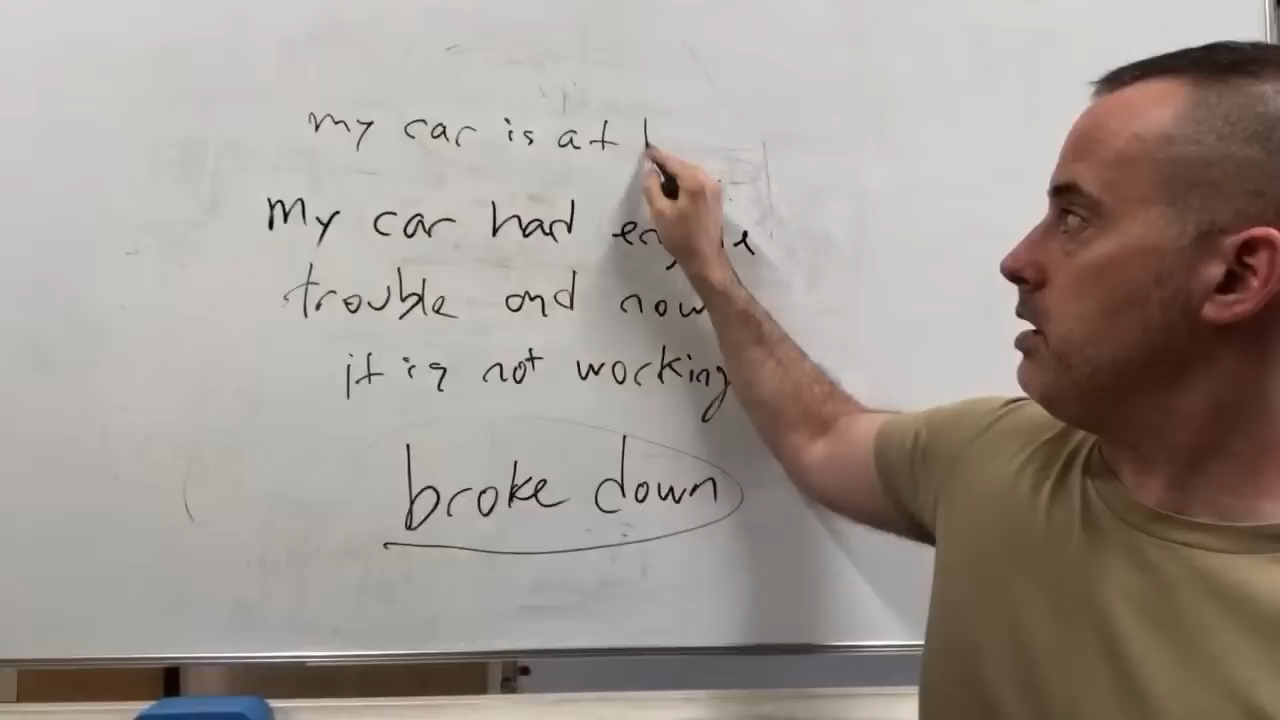 my car is at
my car had
trouble and now
it is not working
broke down